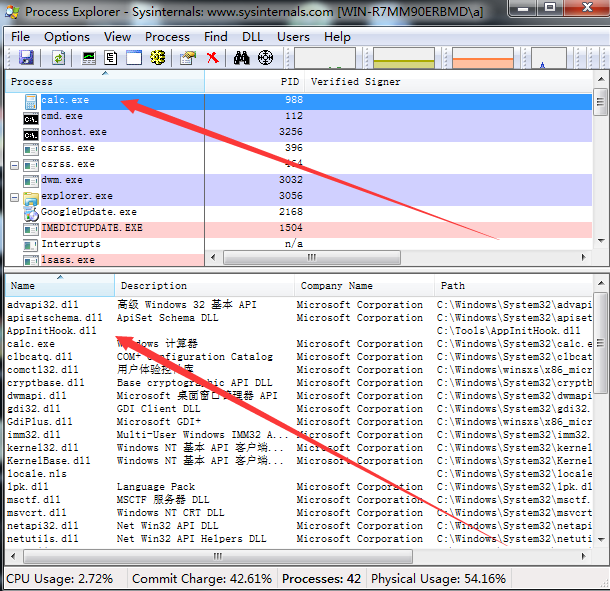 Process Explorer - Sysinternals: www.sysinternals.com [WIN-R7MM90ERBMD\a]
File Options View Process Find DLL Users Help
Process PID Verified Signer
calc.exe 988
cmd.exe 112
conhost.exe 3256
csrss.exe 396
csrss.exe 464
dwm.exe 3032
explorer.exe 3056
GoogleUpdate.exe 2168
IMEDICTUPDATE.EXE 1504
Interrupts n/a
lsass.exe
Name Description Company Name Path
advapi32.dll 高级 Windows 32 基本 API Microsoft Corporation C:\Windows\System32\advapi
apisetschema.dll ApiSet Schema DLL Microsoft Corporation C:\Windows\System32\apiset
AppInitHook.dll C:\Tools\AppInitHook.dll
calc.exe Windows 计算器 Microsoft Corporation C:\Windows\System32\calc.e
clbcatq.dll COM+ Configuration Catalog Microsoft Corporation C:\Windows\System32\clbcat
comctl32.dll 用户体验控件库 Microsoft Corporation C:\Windows\winsxs\x86_micr
cryptbase.dll Base cryptographic API DLL Microsoft Corporation C:\Windows\System32\cryptb
dwmapi.dll Microsoft 桌面窗口管理器 API Microsoft Corporation C:\Windows\System32\dwmapi
gdi32.dll GDI Client DLL Microsoft Corporation C:\Windows\System32\gdi32.
GdiPlus.dll Microsoft GDI+ Microsoft Corporation C:\Windows\winsxs\x86_micr
imm32.dll Multi-User Windows IMM32 A... Microsoft Corporation C:\Windows\System32\imm32.
kernel32.dll Windows NT 基本 API 客户端... Microsoft Corporation C:\Windows\System32\kernel
KernelBase.dll Windows NT 基本 API 客户端... Microsoft Corporation C:\Windows\System32\Kernel
locale.nls C:\Windows\System32\locale
lpk.dll Language Pack Microsoft Corporation C:\Windows\System32\lpk.dl
msctf.dll MSCTF 服务器 DLL Microsoft Corporation C:\Windows\System32\msctf.
msvcrt.dll Windows NT CRT DLL Microsoft Corporation C:\Windows\System32\msvcrt
netapi32.dll Net Win32 API DLL Microsoft Corporation C:\Windows\System32\netapi
netutils.dll Net Win32 API Helpers DLL Microsoft Corporation C:\Windows\System32\netuti
CPU Usage: 2.72% Commit Charge: 42.61% Processes: 42 Physical Usage: 54.16%